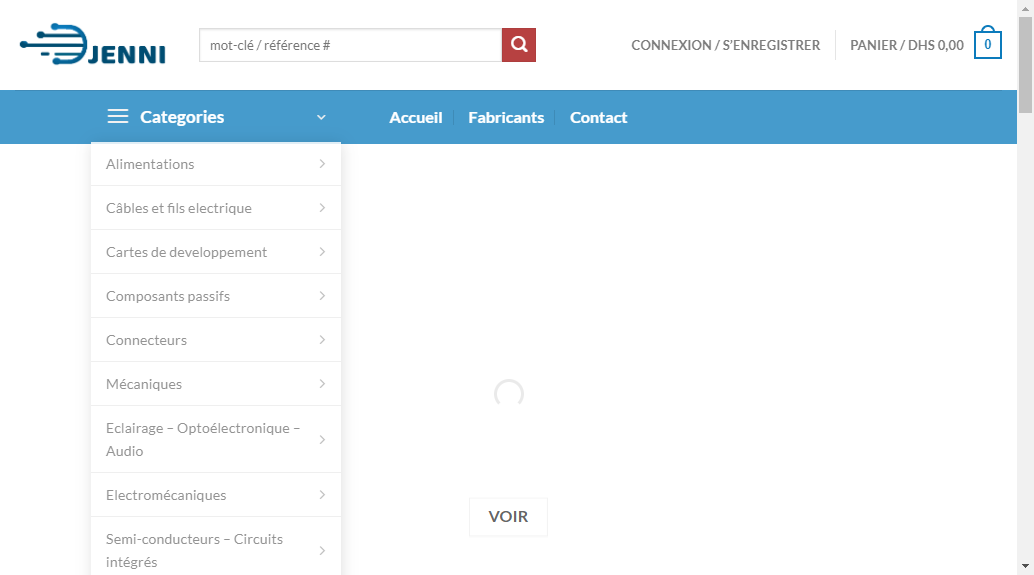 JENNI
mot-clé / référence #
CONNEXION / S'ENREGISTRER
PANIER / DHS 0,00
0
Categories
Accueil
Fabricants
Contact
Alimentations
Câbles et fils electrique
Cartes de developpement
Composants passifs
Connecteurs
Mécaniques
Eclairage – Optoélectronique –
Audio
Electromécaniques
Semi-conducteurs – Circuits
intégrés
VOIR